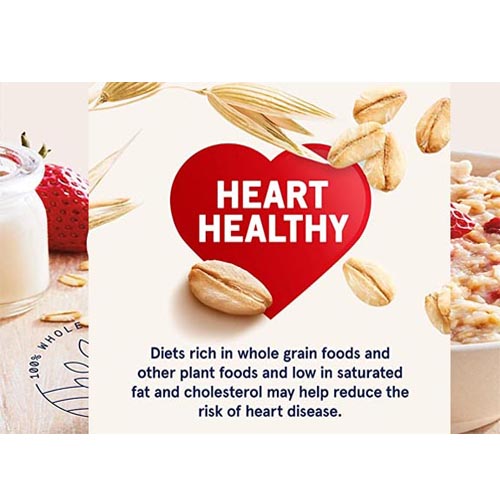 HEART
HEALTHY
100% WHOLE
Diets rich in whole grain foods and
other plant foods and low in saturated
fat and cholesterol may help reduce the
risk of heart disease.